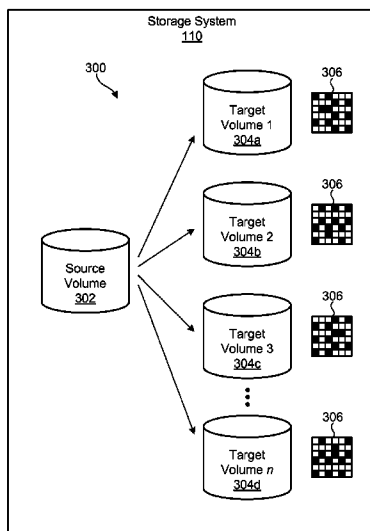 Storage System
110
300
306
Target
Volume 1
304a
306
Target
Volume 2
304b
Source
Volume
302
306
Target
Volume 3
304c
306
Target
Volume n
304d